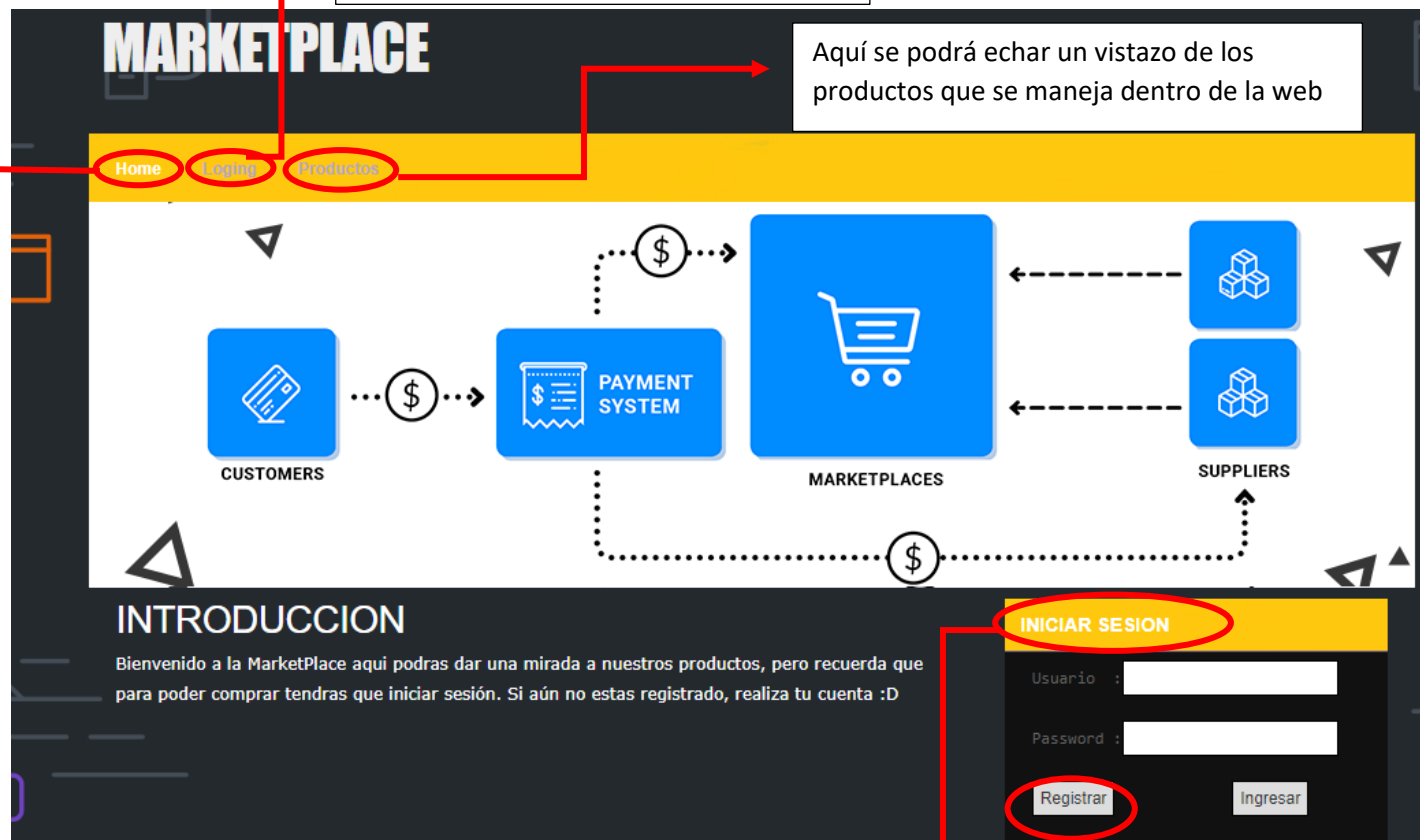 MARKETPLACE
Aquí se podrá echar un vistazo de los
productos que se maneja dentro de la web
Home Loging Productos
$
$
$ PAYMENT
SYSTEM
CUSTOMERS
MARKETPLACES
SUPPLIERS
$
INTRODUCCION
Bienvenido a la MarketPlace aqui podras dar una mirada a nuestros productos, pero recuerda que
para poder comprar tendras que iniciar sesión. Si aún no estas registrado, realiza tu cuenta :D
INICIAR SESION
Usuario :
Password :
Registrar Ingresar